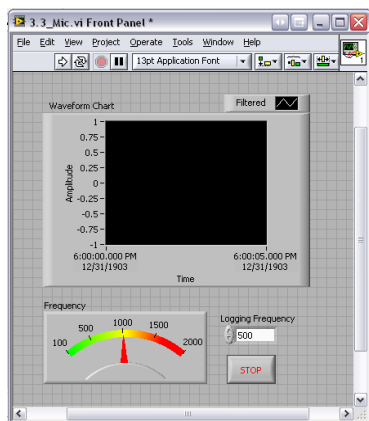 3.3_Mic.vi Front Panel *
File Edit View Project Operate Tools Window Help
13pt Application Font
1
Waveform Chart
Filtered
Amplitude
1
0.75
0.5
0.25
0
-0.25
-0.5
-0.75
-1
6:00:00.000 PM
12/31/1903
6:00:05.000 PM
12/31/1903
Time
Frequency
100 500 1000 1500 2000
Logging Frequency
500
STOP